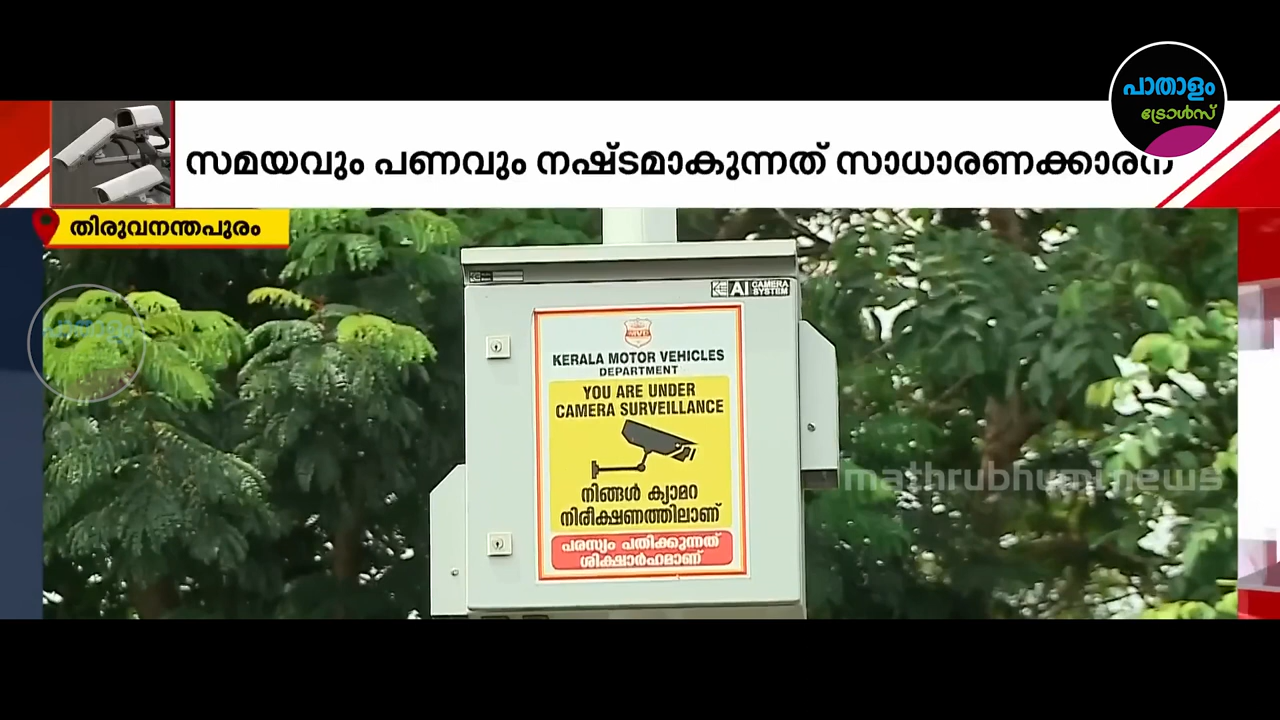 പാതാളം
ട്രോൾസ്
സമയവും പണവും നഷ്ടമാകുന്നത് സാധാരണക്കാരന്
തിരുവനന്തപുരം
പാതാളം
AI CAMERA
SYSTEM
KERALA MOTOR VEHICLES
DEPARTMENT
YOU ARE UNDER
CAMERA SURVEILLANCE
നിങ്ങൾ ക്യാമറ
നിരീക്ഷണത്തിലാണ്
പരസ്യം പതിക്കുന്നത്
ശിക്ഷാർഹമാണ്
mathrubhumi news